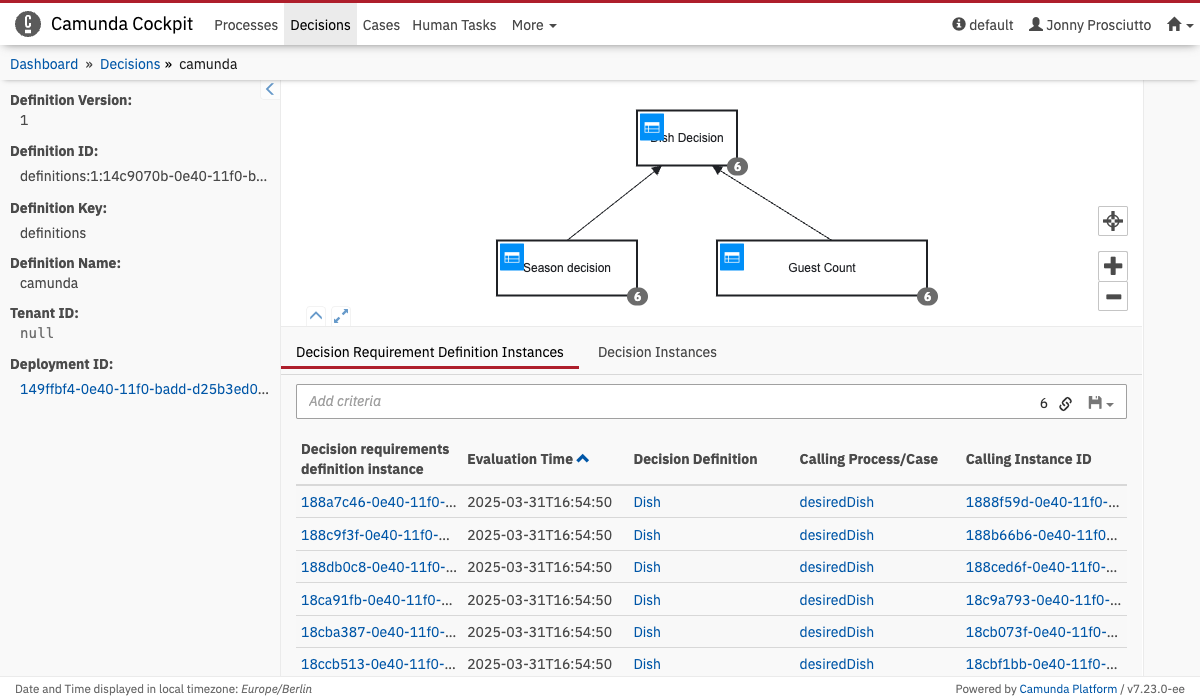 Camunda Cockpit Processes Decisions Cases Human Tasks More default Jonny Prosciutto
Dashboard » Decisions » camunda
Definition Version:
1
Definition ID:
definitions:1:14c9070b-0e40-11f0-b...
Definition Key:
definitions
Definition Name:
camunda
Tenant ID:
null
Deployment ID:
149ffbf4-0e40-11f0-badd-d25b3ed0...
Dish Decision
6
Season decision
6
Guest Count
6
Decision Requirement Definition Instances Decision Instances
Add criteria 6
Decision requirements definition instance Evaluation Time Decision Definition Calling Process/Case Calling Instance ID
188a7c46-0e40-11f0-... 2025-03-31T16:54:50 Dish desiredDish 1888f59d-0e40-11f0-...
188c9f3f-0e40-11f0-... 2025-03-31T16:54:50 Dish desiredDish 188b66b6-0e40-11f0...
188db0c8-0e40-11f0-... 2025-03-31T16:54:50 Dish desiredDish 188ced6f-0e40-11f0-...
18ca91fb-0e40-11f0-... 2025-03-31T16:54:50 Dish desiredDish 18c9a793-0e40-11f0-...
18cba387-0e40-11f0-... 2025-03-31T16:54:50 Dish desiredDish 18cb073f-0e40-11f0-...
18ccb513-0e40-11f0-... 2025-03-31T16:54:50 Dish desiredDish 18cbf1bb-0e40-11f0-...
Date and Time displayed in local timezone: Europe/Berlin Powered by Camunda Platform / v7.23.0-ee